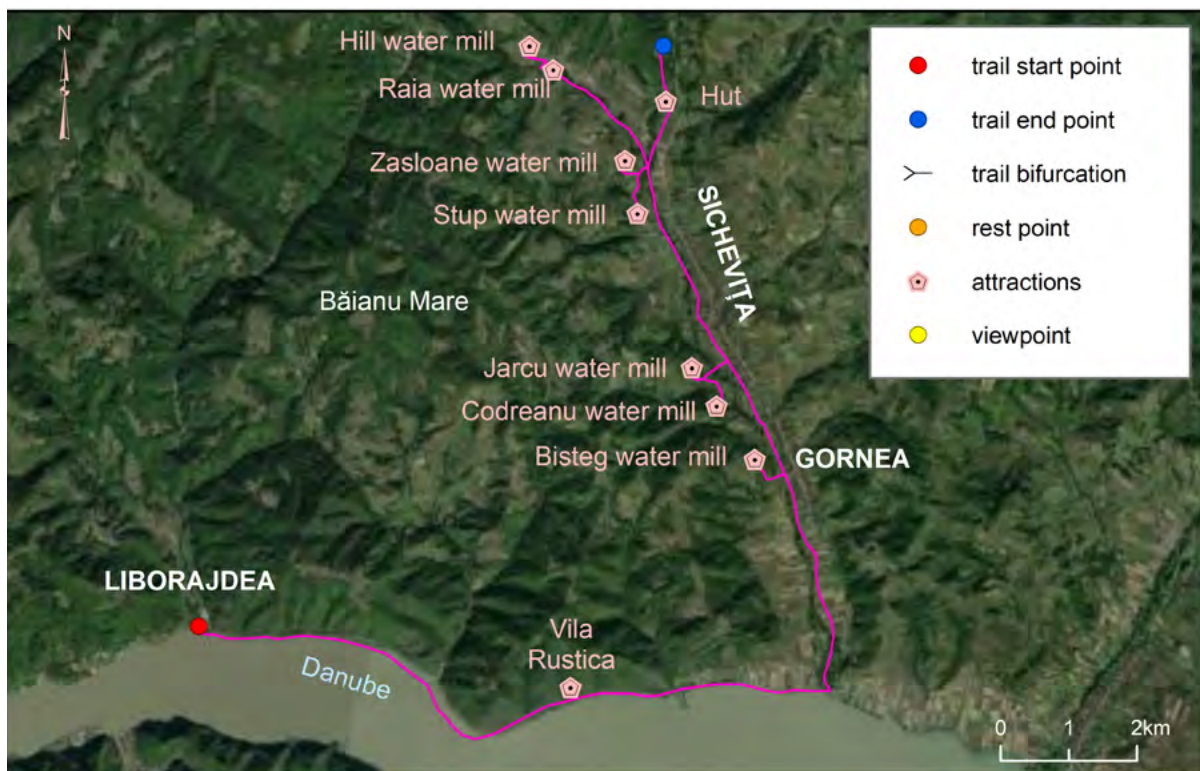 N
Hill water mill
Raia water mill
Hut
Zasloane water mill
Stup water mill
SICHEVIȚA
Băianu Mare
Jarcu water mill
Codreanu water mill
Bisteg water mill
GORNEA
LIBORAJDEA
Vila
Rustica
Danube
trail start point
trail end point
trail bifurcation
rest point
attractions
viewpoint
0 1 2km